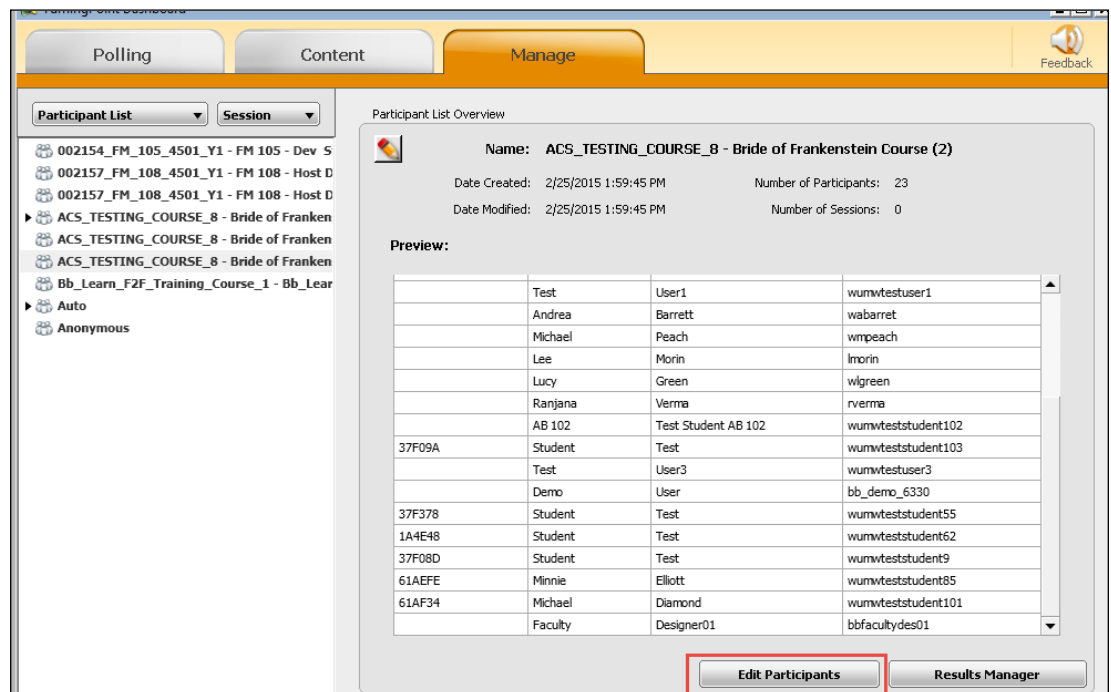 TurningPoint Dashboard
Polling
Content
Manage
Feedback
Participant List
Session
002154_FM_105_4501_Y1 - FM 105 - Dev S
002157_FM_108_4501_Y1 - FM 108 - Host D
002157_FM_108_4501_Y1 - FM 108 - Host D
ACS_TESTING_COURSE_8 - Bride of Franken
ACS_TESTING_COURSE_8 - Bride of Franken
ACS_TESTING_COURSE_8 - Bride of Franken
Bb_Learn_F2F_Training_Course_1 - Bb_Lear
Auto
Anonymous
Participant List Overview
Name: ACS_TESTING_COURSE_8 - Bride of Frankenstein Course (2)
Date Created: 2/25/2015 1:59:45 PM Number of Participants: 23
Date Modified: 2/25/2015 1:59:45 PM Number of Sessions: 0
Preview:
Test User1 wumwtestuser1
Andrea Barrett wabarret
Michael Peach wmpeach
Lee Morin lmorin
Lucy Green wlgreen
Ranjana Verma rverma
AB 102 Test Student AB 102 wumwteststudent102
37F09A Student Test wumwteststudent103
Test User3 wumwtestuser3
Demo User bb_demo_6330
37F378 Student Test wumwteststudent55
1A4E48 Student Test wumwteststudent62
37F08D Student Test wumwteststudent9
61AEFE Minnie Elliott wumwteststudent85
61AF34 Michael Diamond wumwteststudent101
Faculty Designer01 bbfacultydes01
Edit Participants
Results Manager